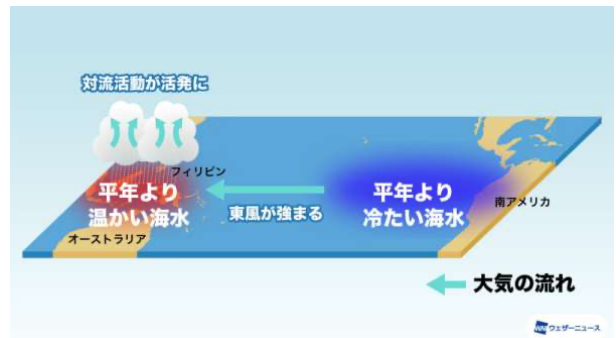 対流活動が活発に
フィリピン
平年より
温かい海水
オーストラリア
東風が強まる
平年より
冷たい海水
南アメリカ
大気の流れ
ウェザーニュース